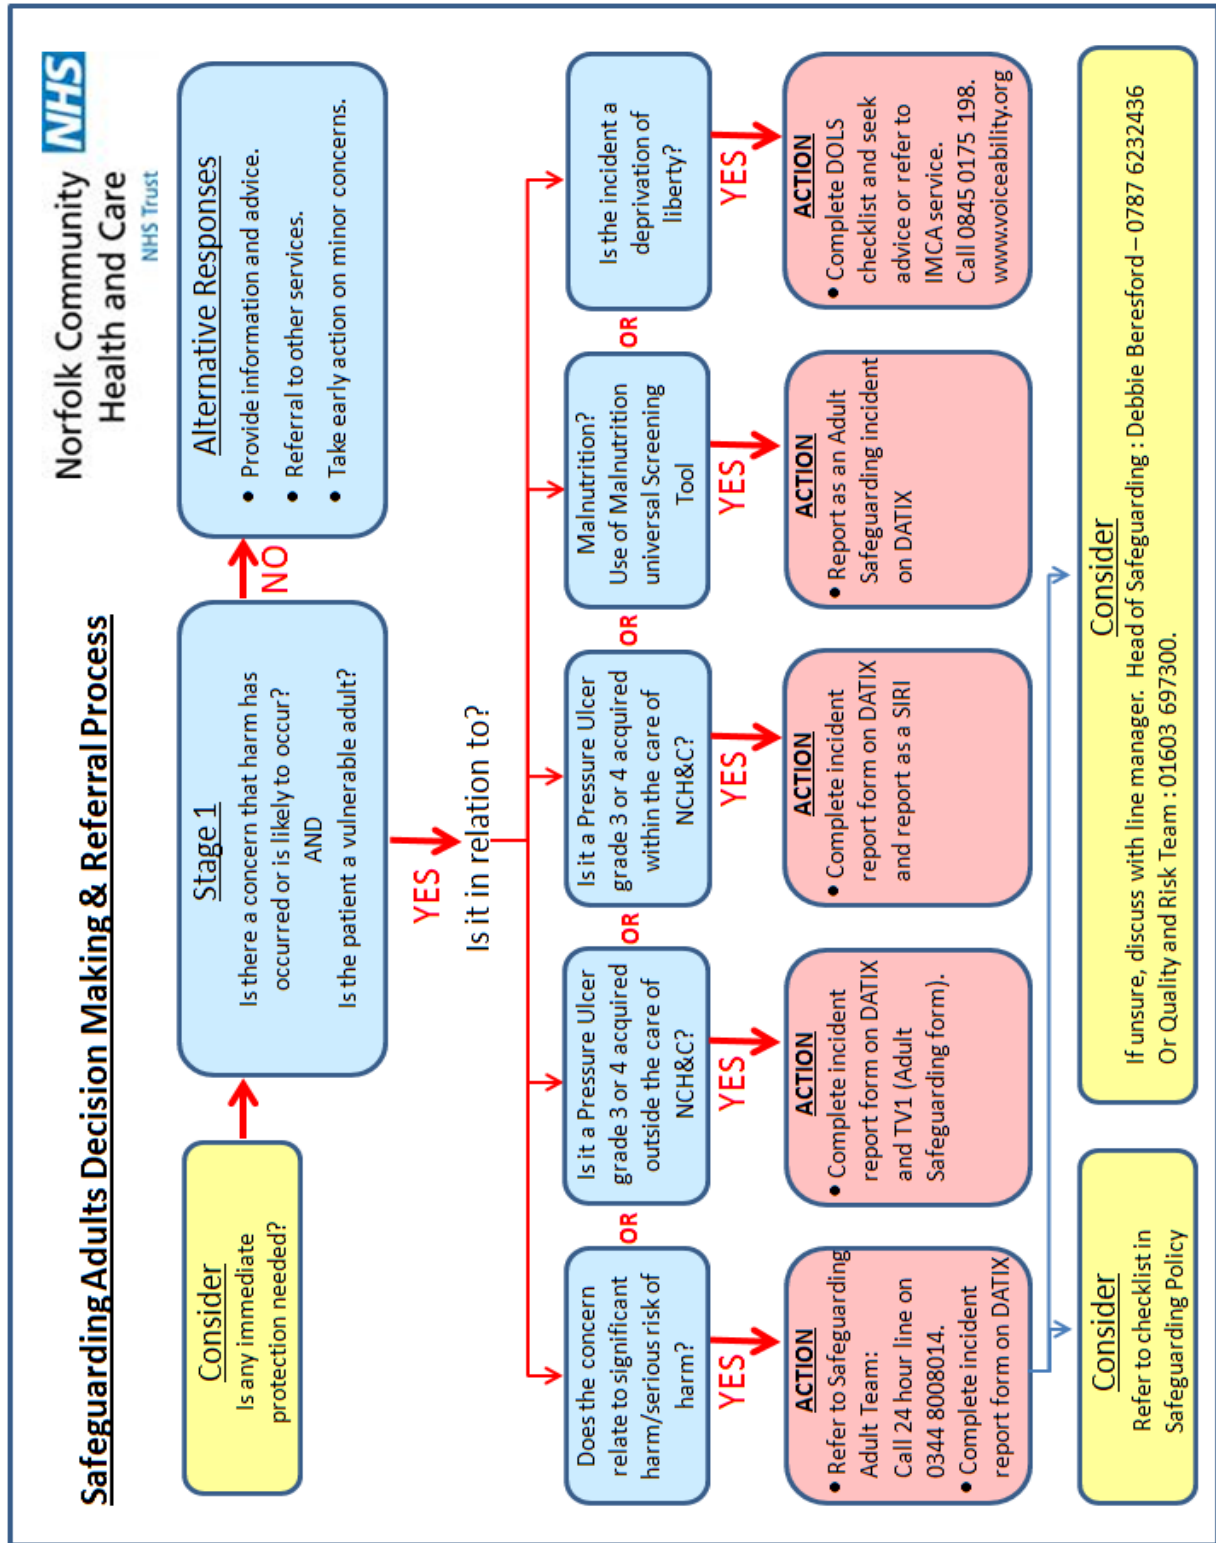 Norfolk Community NHS
Health and Care
NHS Trust
Safeguarding Adults Decision Making & Referral Process
Consider
Is any immediate
protection needed?
Stage 1
Is there a concern that harm has
occurred or is likely to occur?
AND
Is the patient a vulnerable adult?
NO
Alternative Responses
• Provide information and advice.
• Referral to other services.
• Take early action on minor concerns.
YES
Is it in relation to?
Does the concern
relate to significant
harm/serious risk of
harm?
OR
Is it a Pressure Ulcer
grade 3 or 4 acquired
outside the care of
NCH&C?
OR
Is it a Pressure Ulcer
grade 3 or 4 acquired
within the care of
NCH&C?
OR
Malnutrition?
Use of Malnutrition
universal Screening
Tool
OR
Is the incident a
deprivation of
liberty?
YES
YES
YES
YES
YES
ACTION
• Refer to Safeguarding
Adult Team:
Call 24 hour line on
0344 8008014.
• Complete incident
report form on DATIX
ACTION
• Complete incident
report form on DATIX
and TV1 (Adult
Safeguarding form).
ACTION
• Complete incident
report form on DATIX
and report as a SIRI
ACTION
• Report as an Adult
Safeguarding incident
on DATIX
ACTION
• Complete DOLS
checklist and seek
advice or refer to
IMCA service.
Call 0845 0175 198.
www.voiceability.org
Consider
Refer to checklist in
Safeguarding Policy
Consider
If unsure, discuss with line manager. Head of Safeguarding : Debbie Beresford – 0787 6232436
Or Quality and Risk Team : 01603 697300.